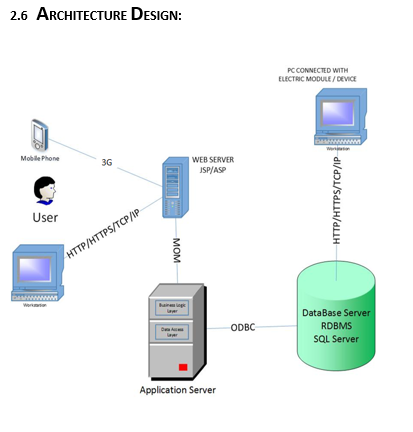 2.6 ARCHITECTURE DESIGN:
PC CONNECTED WITH
ELECTRIC MODULE / DEVICE
Workstation
Mobile Phone
3G
WEB SERVER
JSP/ASP
User
HTTP/HTTPS/TCP/IP
HTTP/HTTPS/TCP/IP
MOM
Workstation
Business Logic
Layer
Data Access
Layer
Application Server
ODBC
DataBase Server
RDBMS
SQL Server